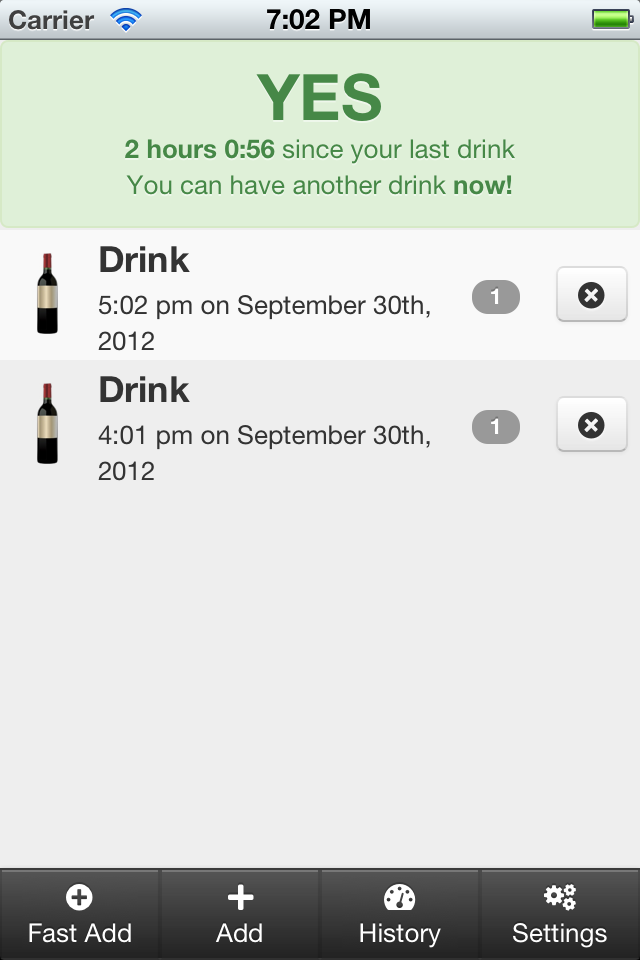 Carrier 7:02 PM
YES
2 hours 0:56 since your last drink
You can have another drink now!
Drink
5:02 pm on September 30th,
2012
1
Drink
4:01 pm on September 30th,
2012
1
Fast Add Add History Settings